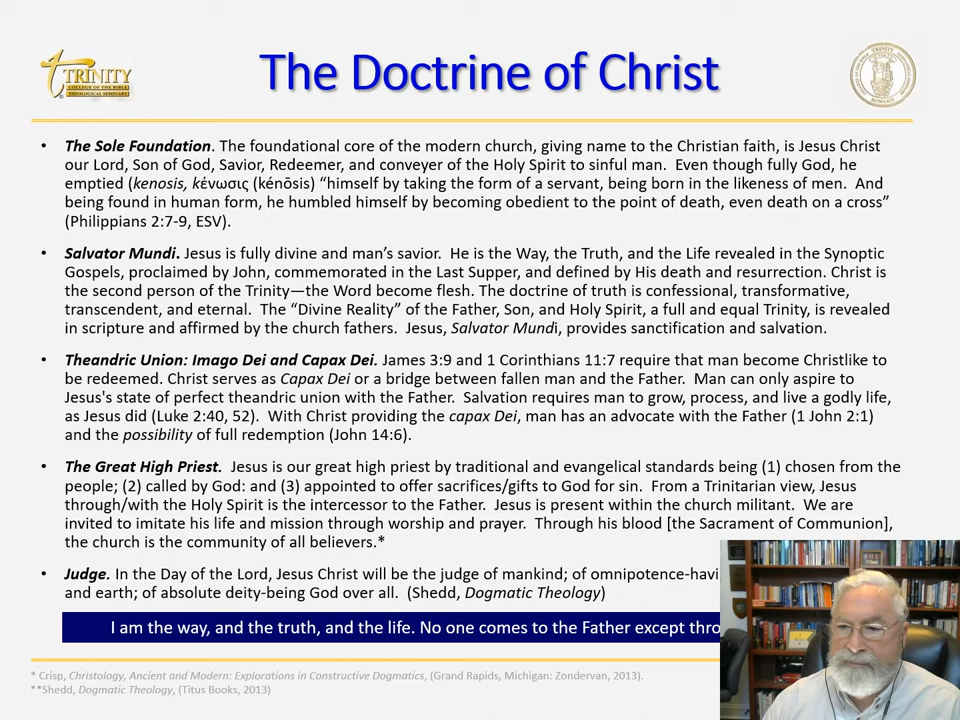 The Doctrine of Christ
TRINITY
COLLEGE OF THE BIBLE
THEOLOGICAL SEMINARY
• The Sole Foundation. The foundational core of the modern church, giving name to the Christian faith, is Jesus Christ
our Lord, Son of God, Savior, Redeemer, and conveyer of the Holy Spirit to sinful man. Even though fully God, he
emptied (kenosis, kένωσις (kénōsis) “himself by taking the form of a servant, being born in the likeness of men. And
being found in human form, he humbled himself by becoming obedient to the point of death, even death on a cross”
(Philippians 2:7-9, ESV).
• Salvator Mundi. Jesus is fully divine and man’s savior. He is the Way, the Truth, and the Life revealed in the Synoptic
Gospels, proclaimed by John, commemorated in the Last Supper, and defined by His death and resurrection. Christ is
the second person of the Trinity—the Word become flesh. The doctrine of truth is confessional, transformative,
transcendent, and eternal. The “Divine Reality” of the Father, Son, and Holy Spirit, a full and equal Trinity, is revealed
in scripture and affirmed by the church fathers. Jesus, Salvator Mundi, provides sanctification and salvation.
• Theandric Union: Imago Dei and Capax Dei. James 3:9 and 1 Corinthians 11:7 require that man become Christlike to
be redeemed. Christ serves as Capax Dei or a bridge between fallen man and the Father. Man can only aspire to
Jesus's state of perfect theandric union with the Father. Salvation requires man to grow, process, and live a godly life,
as Jesus did (Luke 2:40, 52). With Christ providing the capax Dei, man has an advocate with the Father (1 John 2:1)
and the possibility of full redemption (John 14:6).
• The Great High Priest. Jesus is our great high priest by traditional and evangelical standards being (1) chosen from the
people; (2) called by God: and (3) appointed to offer sacrifices/gifts to God for sin. From a Trinitarian view, Jesus
through/with the Holy Spirit is the intercessor to the Father. Jesus is present within the church militant. We are
invited to imitate his life and mission through worship and prayer. Through his blood [the Sacrament of Communion],
the church is the community of all believers.*
• Judge. In the Day of the Lord, Jesus Christ will be the judge of mankind; of omnipotence-havi
and earth; of absolute deity-being God over all. (Shedd, Dogmatic Theology)
I am the way, and the truth, and the life. No one comes to the Father except thro
* Crisp, Christology, Ancient and Modern: Explorations in Constructive Dogmatics, (Grand Rapids, Michigan: Zondervan, 2013).
**Shedd, Dogmatic Theology, (Titus Books, 2013)